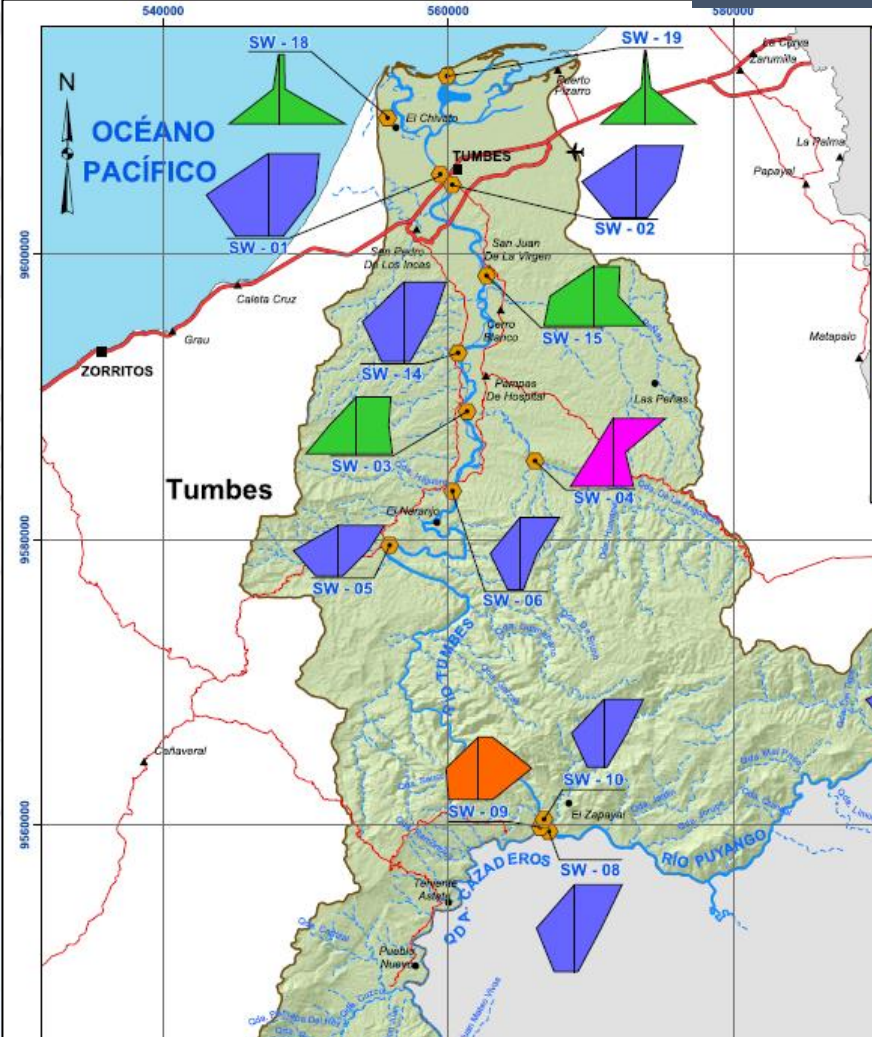 540000
560000
580000
SW - 18
SW - 19
La Curva
Zarumilla
Puerto
Pizarro
N
OCÉANO
PACÍFICO
El Chivato
La Palma
TUMBES
Papayal
SW - 01
SW - 02
9600000
San Pedro
De Los Incas
San Juan
De La Virgen
Caleta Cruz
Cerro
Blanco
SW - 15
Grau
Matapalo
ZORRITOS
SW - 14
Pampas
De Hospital
Las Peñas
SW - 03
SW - 04
Tumbes
El Naranjo
9580000
SW - 05
SW - 06
RÍO TUMBES
Cañaveral
SW - 10
SW - 09
El Zapayal
9560000
RÍO PUYANGO
SW - 08
QDA. CAZADEROS
Teniente
Astete
Pueblo
Nuevo